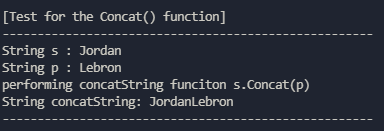 [Test for the Concat() function]
--------------------------------------------------
String s : Jordan
String p : Lebron
performing concatString funciton s.Concat(p)
String concatString: JordanLebron
--------------------------------------------------